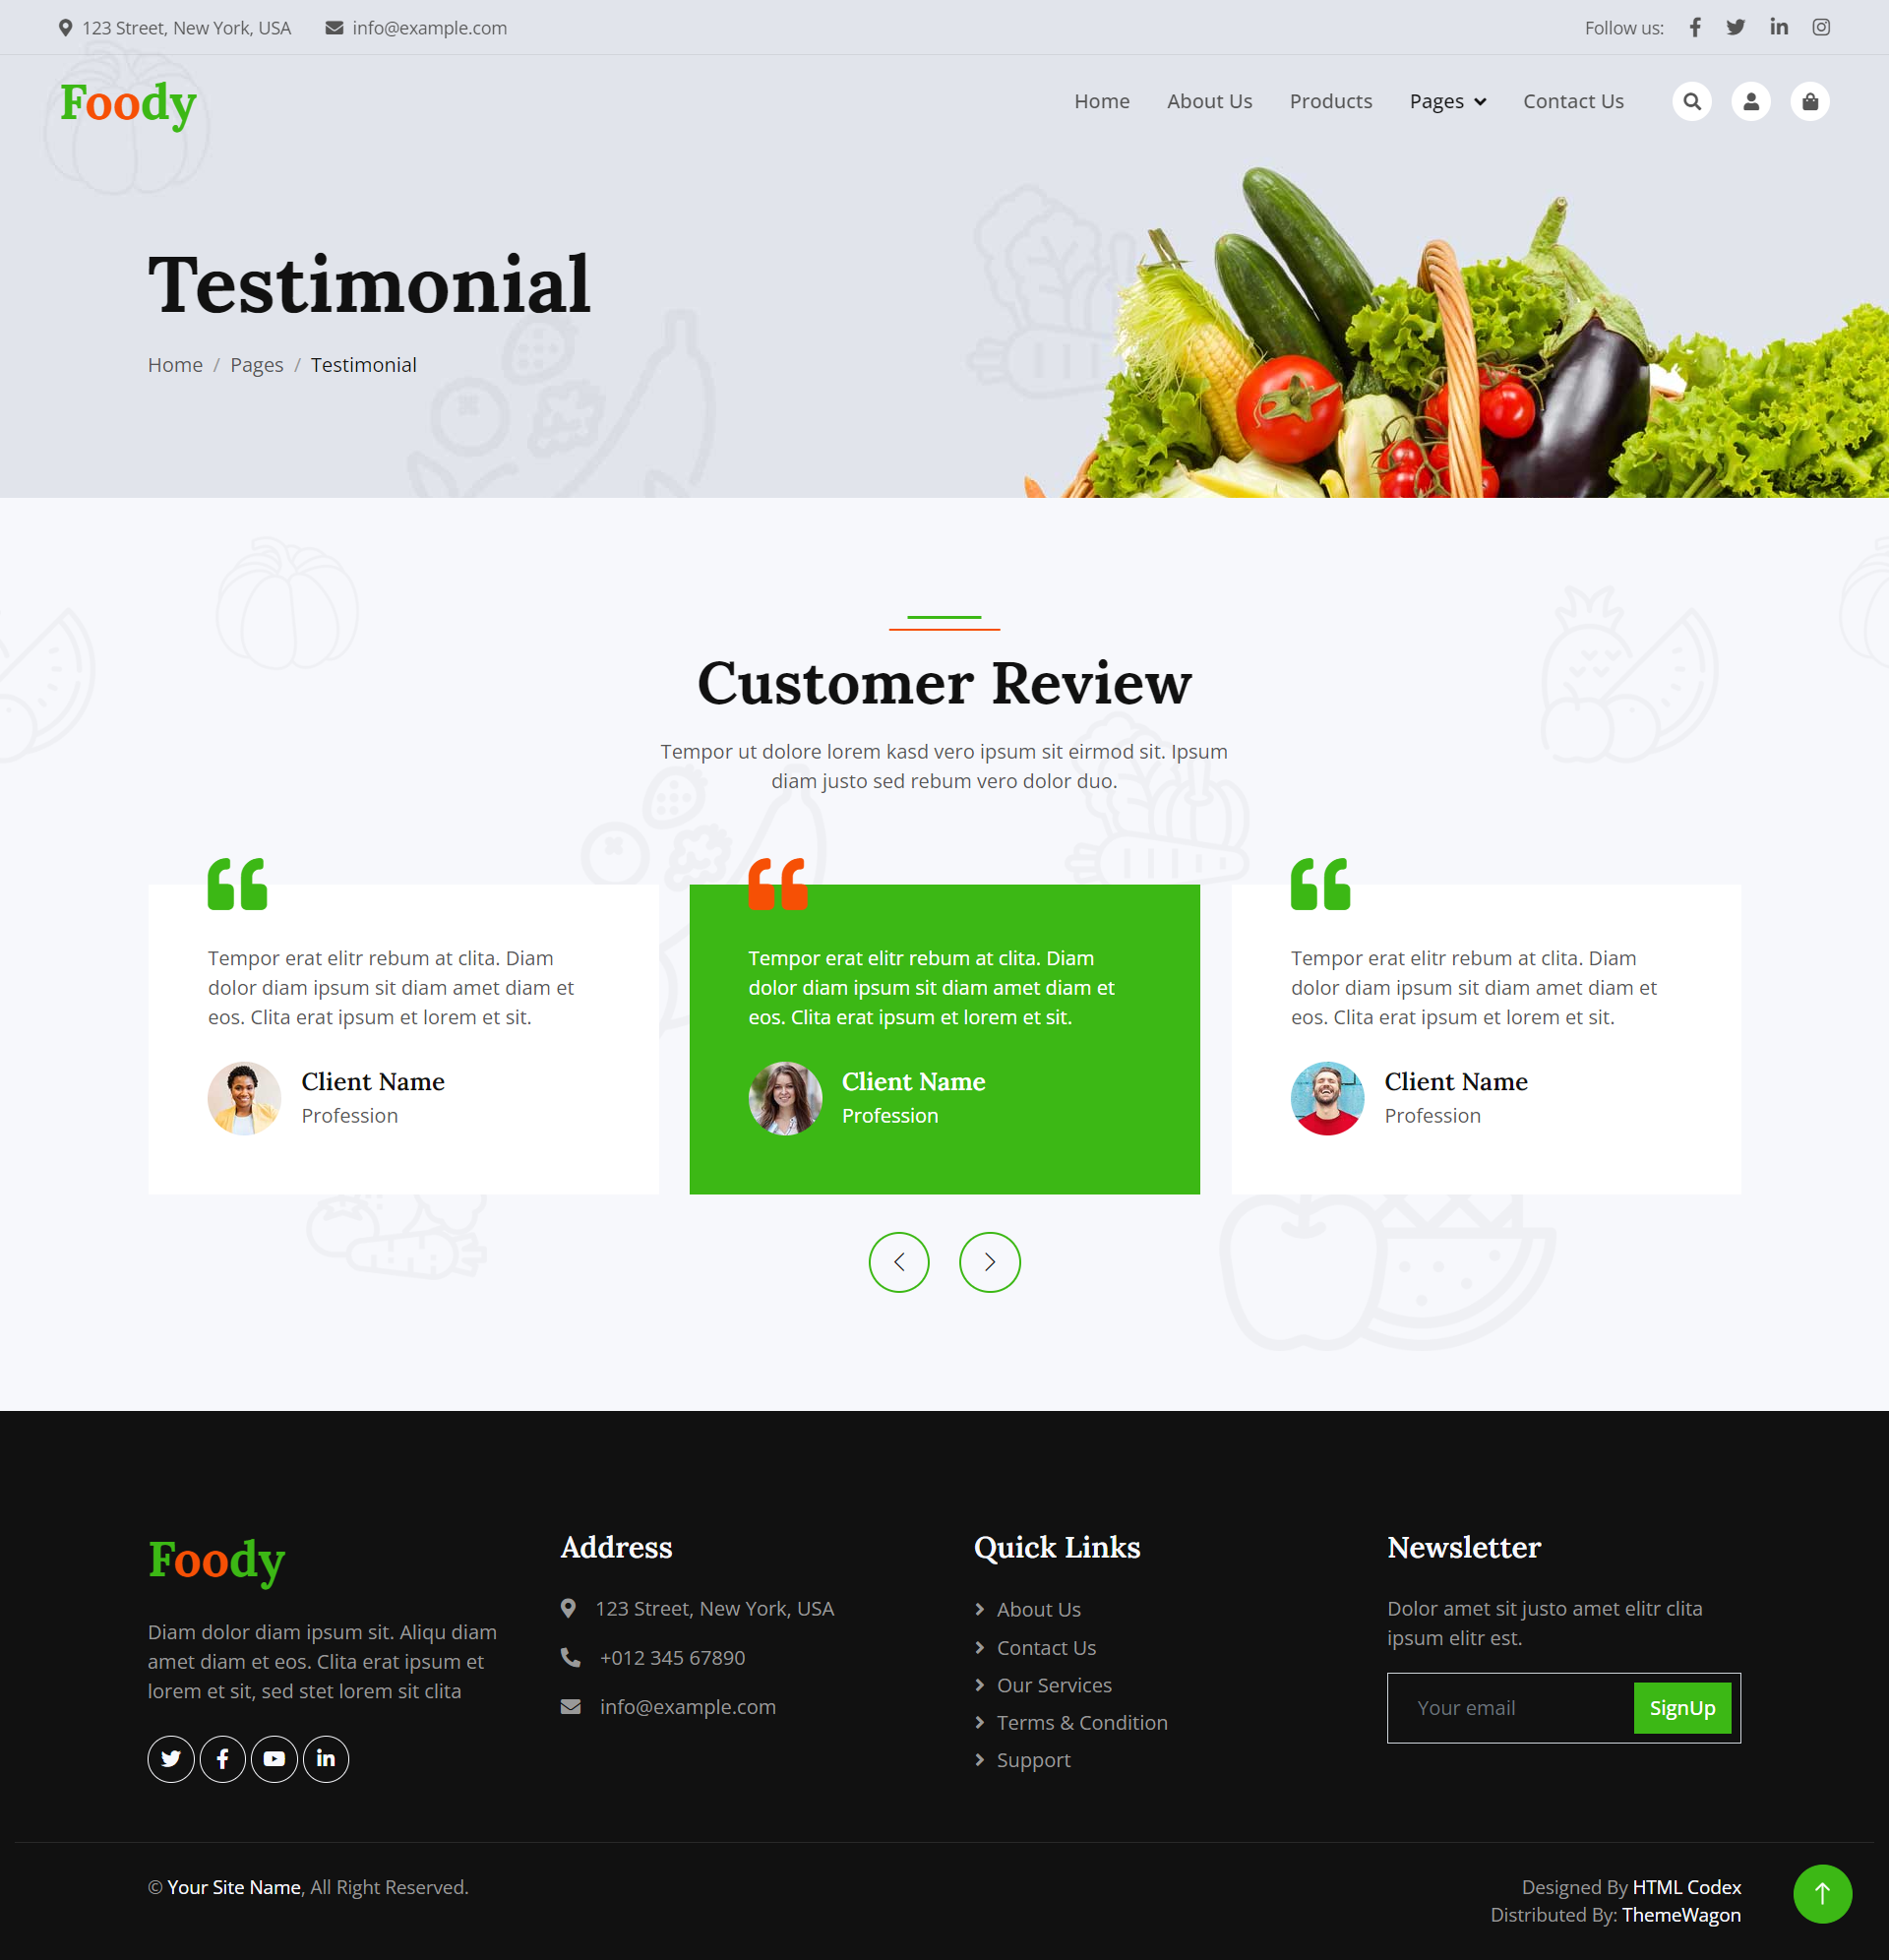 123 Street, New York, USA info@example.com Follow us:
Foody Home About Us Products Pages Contact Us
Testimonial
Home / Pages / Testimonial
Customer Review
Tempor ut dolore lorem kasd vero ipsum sit eirmod sit. Ipsum
diam justo sed rebum vero dolor duo.
Tempor erat elitr rebum at clita. Diam
dolor diam ipsum sit diam amet diam et
eos. Clita erat ipsum et lorem et sit.
Client Name
Profession
Tempor erat elitr rebum at clita. Diam
dolor diam ipsum sit diam amet diam et
eos. Clita erat ipsum et lorem et sit.
Client Name
Profession
Tempor erat elitr rebum at clita. Diam
dolor diam ipsum sit diam amet diam et
eos. Clita erat ipsum et lorem et sit.
Client Name
Profession
Foody
Diam dolor diam ipsum sit. Aliqu diam
amet diam et eos. Clita erat ipsum et
lorem et sit, sed stet lorem sit clita
Address
123 Street, New York, USA
+012 345 67890
info@example.com
Quick Links
About Us
Contact Us
Our Services
Terms & Condition
Support
Newsletter
Dolor amet sit justo amet elitr clita
ipsum elitr est.
Your email SignUp
© Your Site Name, All Right Reserved.
Designed By HTML Codex
Distributed By: ThemeWagon